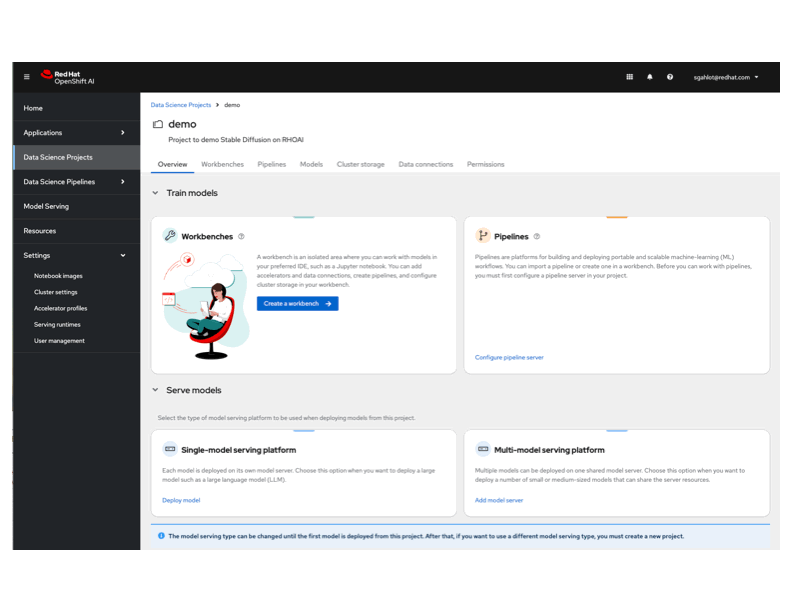 Red Hat
OpenShift AI
sgahlot@redhat.com
Home
Applications
Data Science Projects
Data Science Pipelines
Model Serving
Resources
Settings
Notebook images
Cluster settings
Accelerator profiles
Serving runtimes
User management
Data Science Projects > demo
demo
Project to demo Stable Diffusion on RHOAI
Overview Workbenches Pipelines Models Cluster storage Data connections Permissions
Train models
Workbenches
A workbench is an isolated area where you can work with models in
your preferred IDE, such as a Jupyter notebook. You can add
accelerators and data connections, create pipelines, and configure
cluster storage in your workbench.
Create a workbench
Pipelines
Pipelines are platforms for building and deploying portable and scalable machine-learning (ML)
workflows. You can import a pipeline or create one in a workbench. Before you can work with pipelines,
you must first configure a pipeline server in your project.
Configure pipeline server
Serve models
Select the type of model serving platform to be used when deploying models from this project.
Single-model serving platform
Each model is deployed on its own model server. Choose this option when you want to deploy a large
model such as a large language model (LLM).
Deploy model
Multi-model serving platform
Multiple models can be deployed on one shared model server. Choose this option when you want to
deploy a number of small or medium-sized models that can share the server resources.
Add model server
The model serving type can be changed until the first model is deployed from this project. After that, if you want to use a different model serving type, you must create a new project.